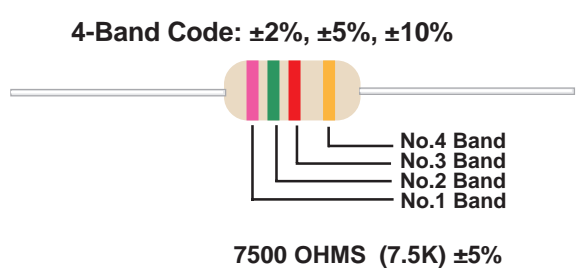 4-Band Code: ±2%, ±5%, ±10%
No.4 Band
No.3 Band
No.2 Band
No.1 Band
7500 OHMS (7.5K) ±5%